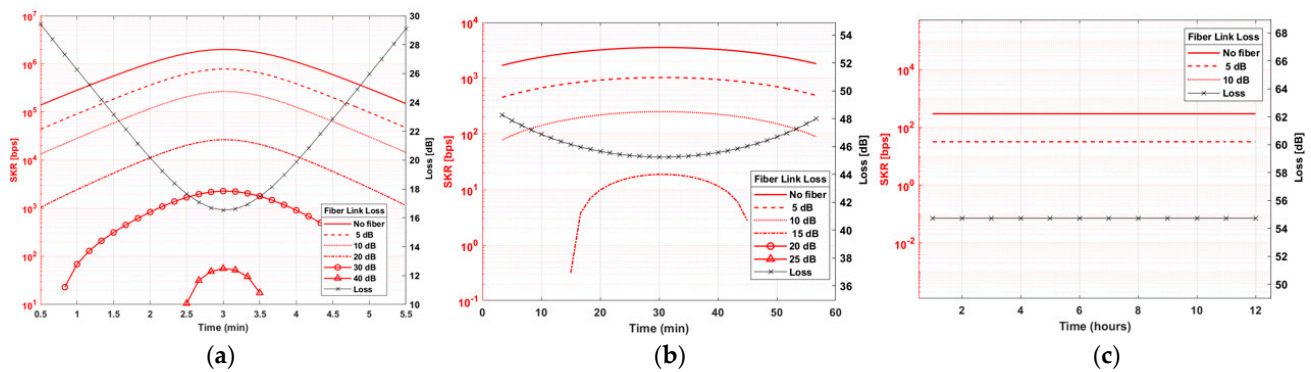 SKR [bps]
10^7
10^6
10^5
10^4
10^3
10^2
10^1
0.5 1 1.5 2 2.5 3 3.5 4 4.5 5 5.5
Time (min)
30
28
26
24
22
20
18
16
14
12
10
Loss [dB]
Fiber Link Loss
No fiber
5 dB
10 dB
20 dB
30 dB
40 dB
Loss
(a)
SKR [bps]
10^4
10^3
10^2
10^1
10^0
10^-1
0 10 20 30 40 50 60
Time (min)
54
52
50
48
46
44
42
40
38
36
Loss [dB]
Fiber Link Loss
No fiber
5 dB
10 dB
15 dB
20 dB
25 dB
Loss
(b)
SKR [bps]
10^4
10^2
10^0
10^-2
2 4 6 8 10 12
Time (hours)
68
66
64
62
60
58
56
54
52
50
Loss [dB]
Fiber Link Loss
No fiber
5 dB
10 dB
Loss
(c)